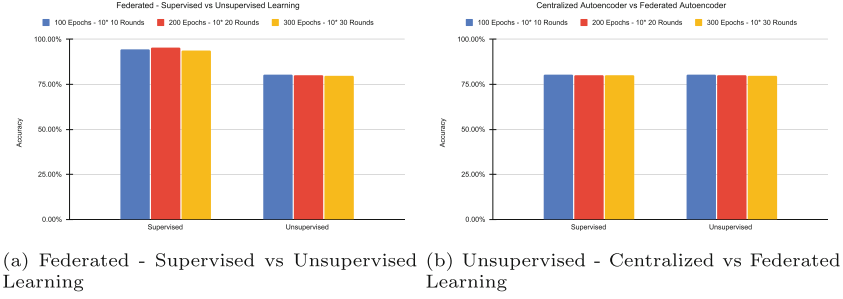 Federated - Supervised vs Unsupervised Learning
100 Epochs - 10* 10 Rounds 200 Epochs - 10* 20 Rounds 300 Epochs - 10* 30 Rounds
100.00%
75.00%
50.00%
25.00%
0.00%
Accuracy
Supervised Unsupervised
(a) Federated - Supervised vs Unsupervised
Learning
Centralized Autoencoder vs Federated Autoencoder
100 Epochs - 10* 10 Rounds 200 Epochs - 10* 20 Rounds 300 Epochs - 10* 30 Rounds
100.00%
75.00%
50.00%
25.00%
0.00%
Accuracy
Supervised Unsupervised
(b) Unsupervised - Centralized vs Federated
Learning